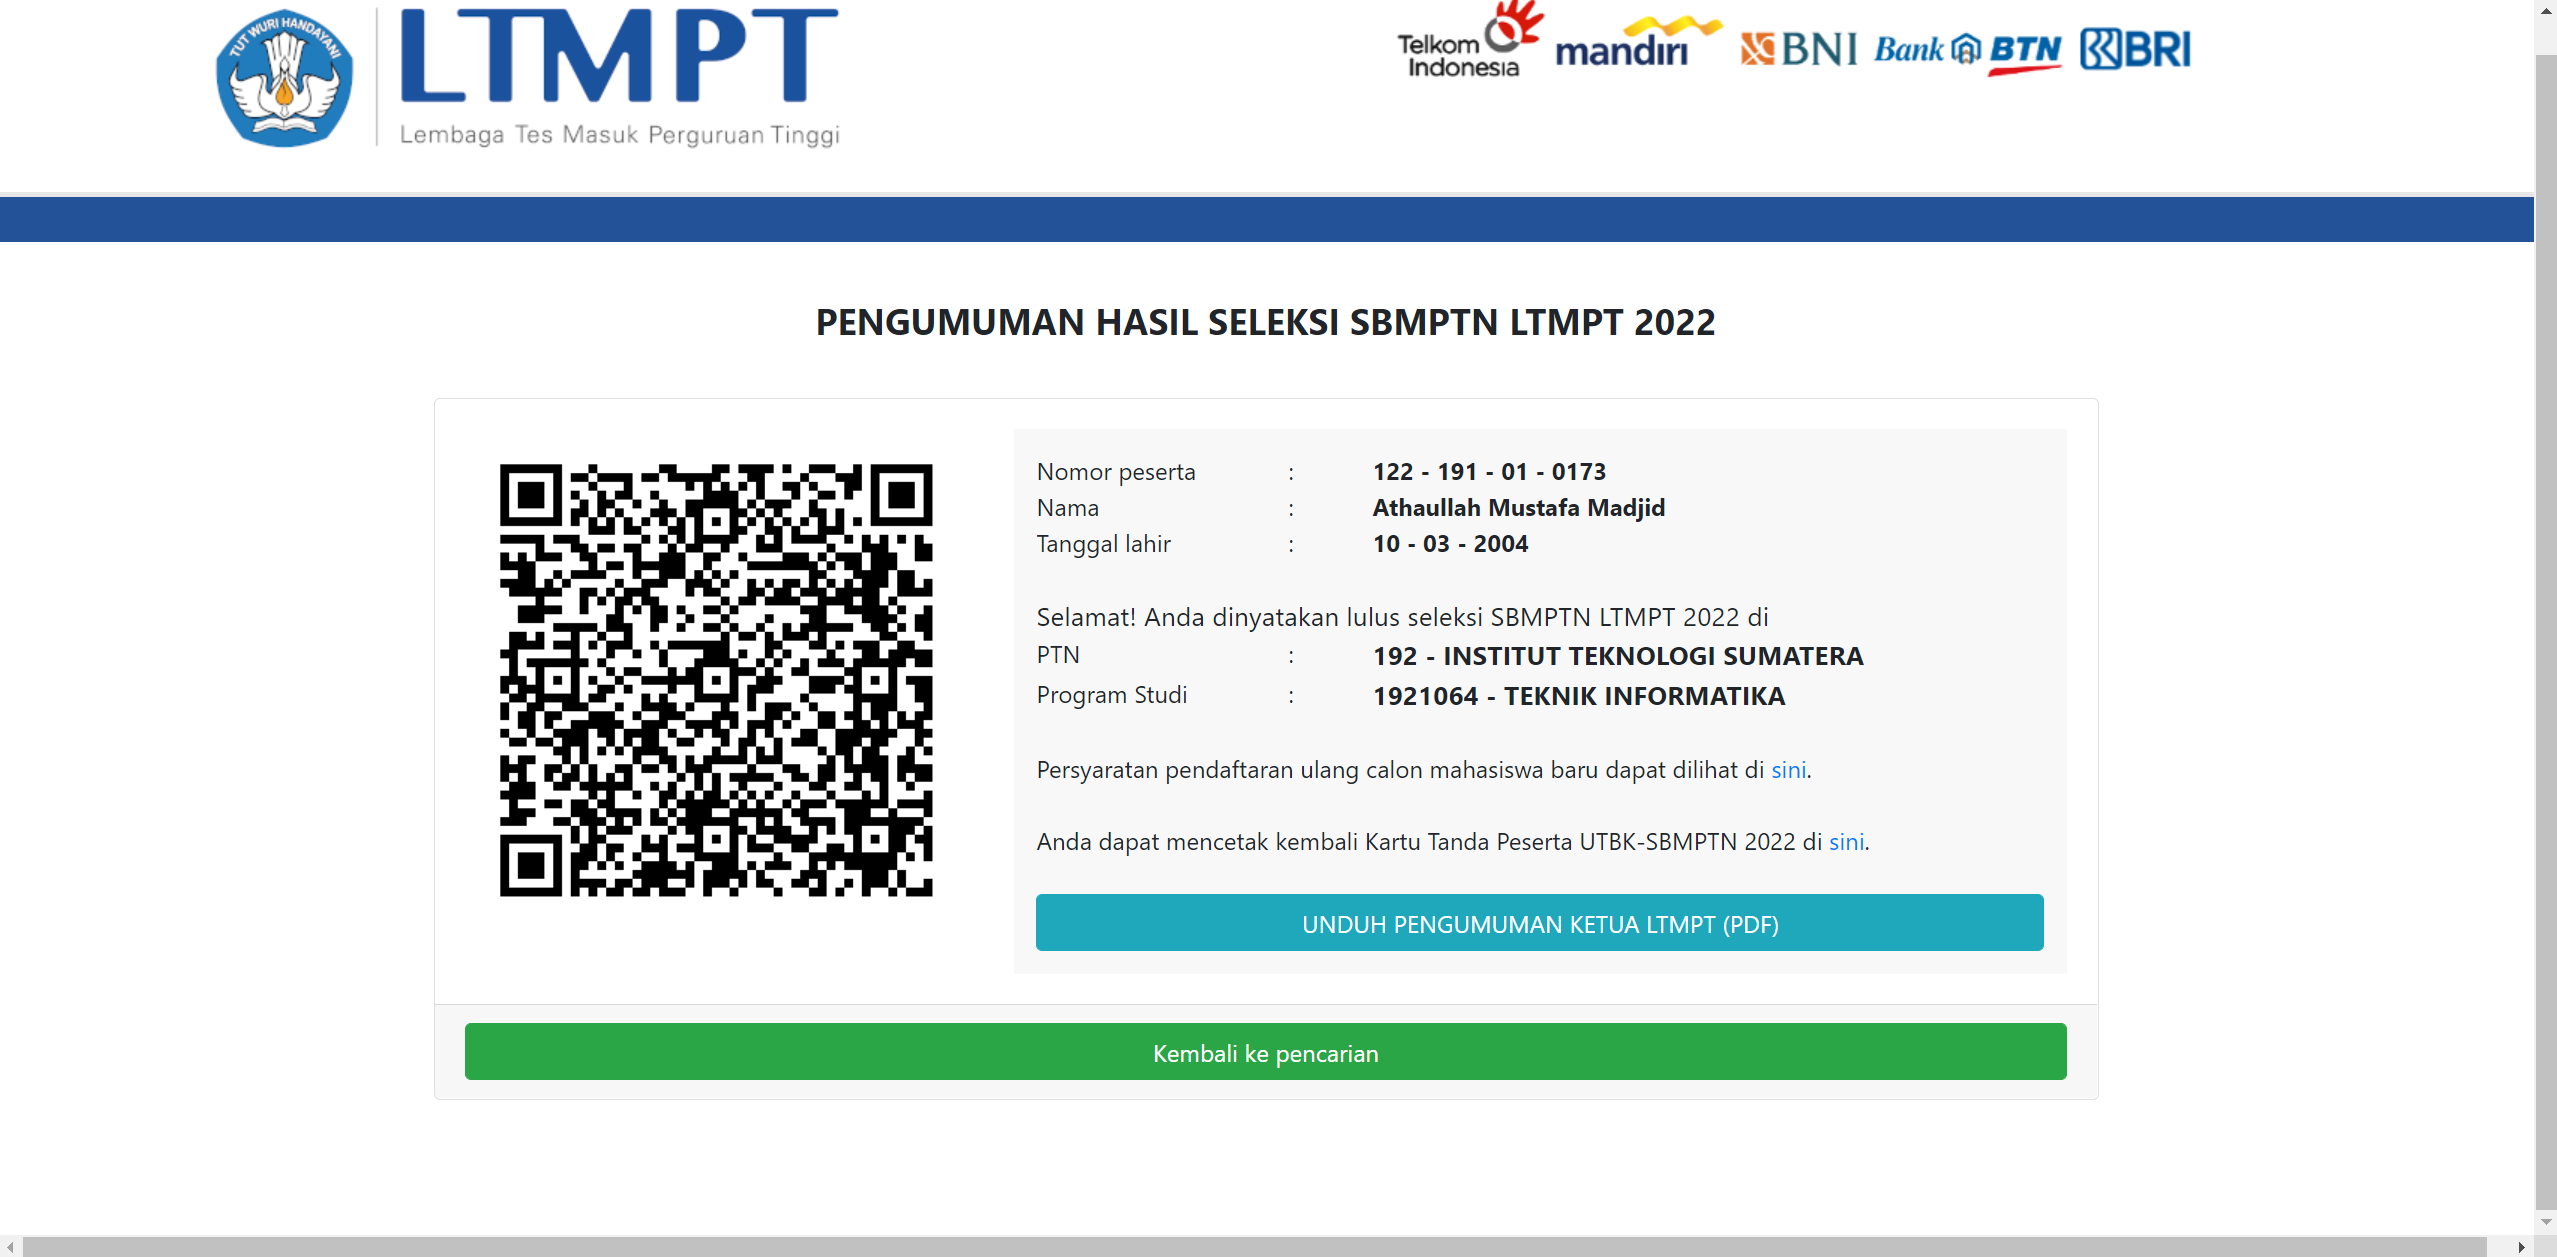 TUT WURI HANDAYANI
LTMPT
Lembaga Tes Masuk Perguruan Tinggi
Telkom
Indonesia
mandiri
BNI
Bank BTN
BRI
PENGUMUMAN HASIL SELEKSI SBMPTN LTMPT 2022
Nomor peserta : 122 - 191 - 01 - 0173
Nama : Athaullah Mustafa Madjid
Tanggal lahir : 10 - 03 - 2004
Selamat! Anda dinyatakan lulus seleksi SBMPTN LTMPT 2022 di
PTN : 192 - INSTITUT TEKNOLOGI SUMATERA
Program Studi : 1921064 - TEKNIK INFORMATIKA
Persyaratan pendaftaran ulang calon mahasiswa baru dapat dilihat di sini.
Anda dapat mencetak kembali Kartu Tanda Peserta UTBK-SBMPTN 2022 di sini.
UNDUH PENGUMUMAN KETUA LTMPT (PDF)
Kembali ke pencarian